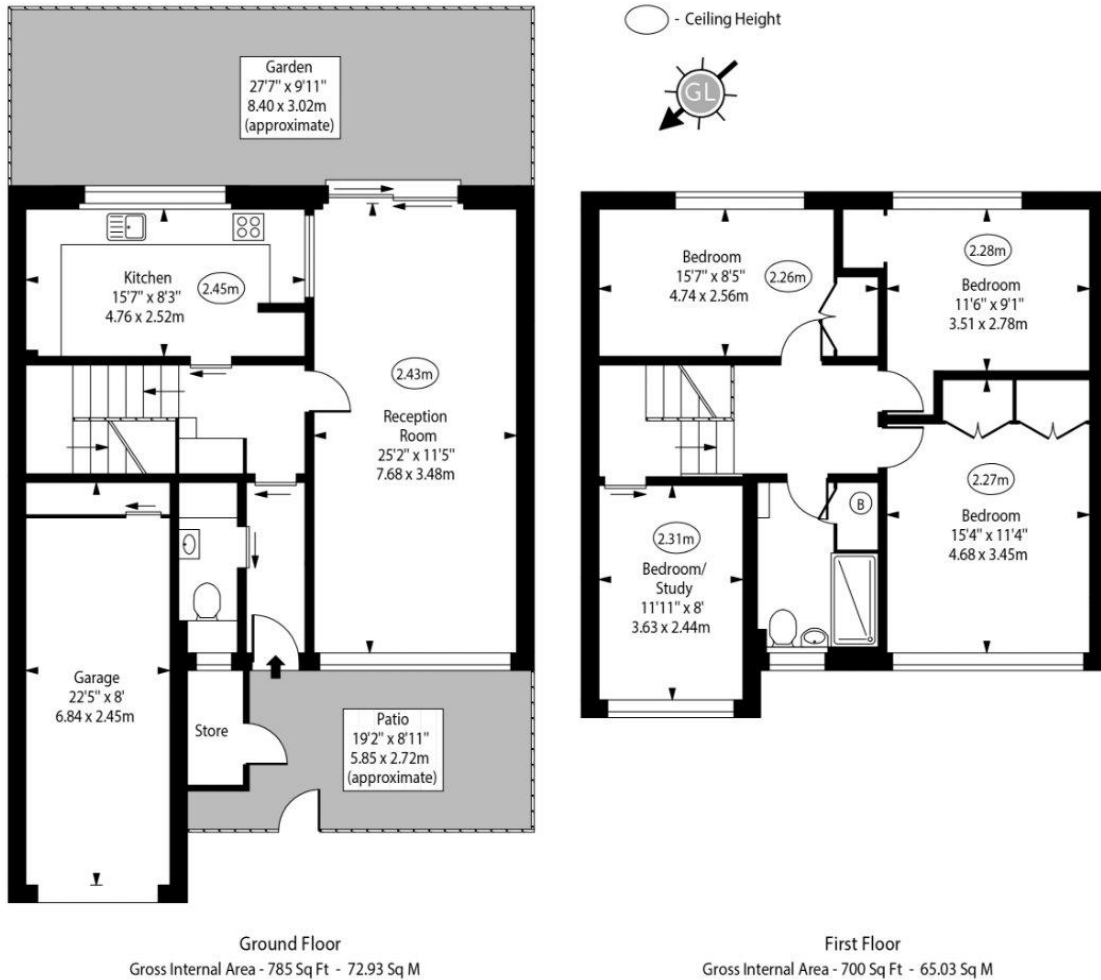 - Ceiling Height
GL
Garden
27'7" x 9'11"
8.40 x 3.02m
(approximate)
Kitchen
15'7" x 8'3"
4.76 x 2.52m
2.45m
2.43m
Reception
Room
25'2" x 11'5"
7.68 x 3.48m
Garage
22'5" x 8'
6.84 x 2.45m
Store
Patio
19'2" x 8'11"
5.85 x 2.72m
(approximate)
Ground Floor
Gross Internal Area - 785 Sq Ft - 72.93 Sq M
Bedroom
15'7" x 8'5"
4.74 x 2.56m
2.26m
2.28m
Bedroom
11'6" x 9'1"
3.51 x 2.78m
2.27m
Bedroom
15'4" x 11'4"
4.68 x 3.45m
B
2.31m
Bedroom/
Study
11'11" x 8'
3.63 x 2.44m
First Floor
Gross Internal Area - 700 Sq Ft - 65.03 Sq M